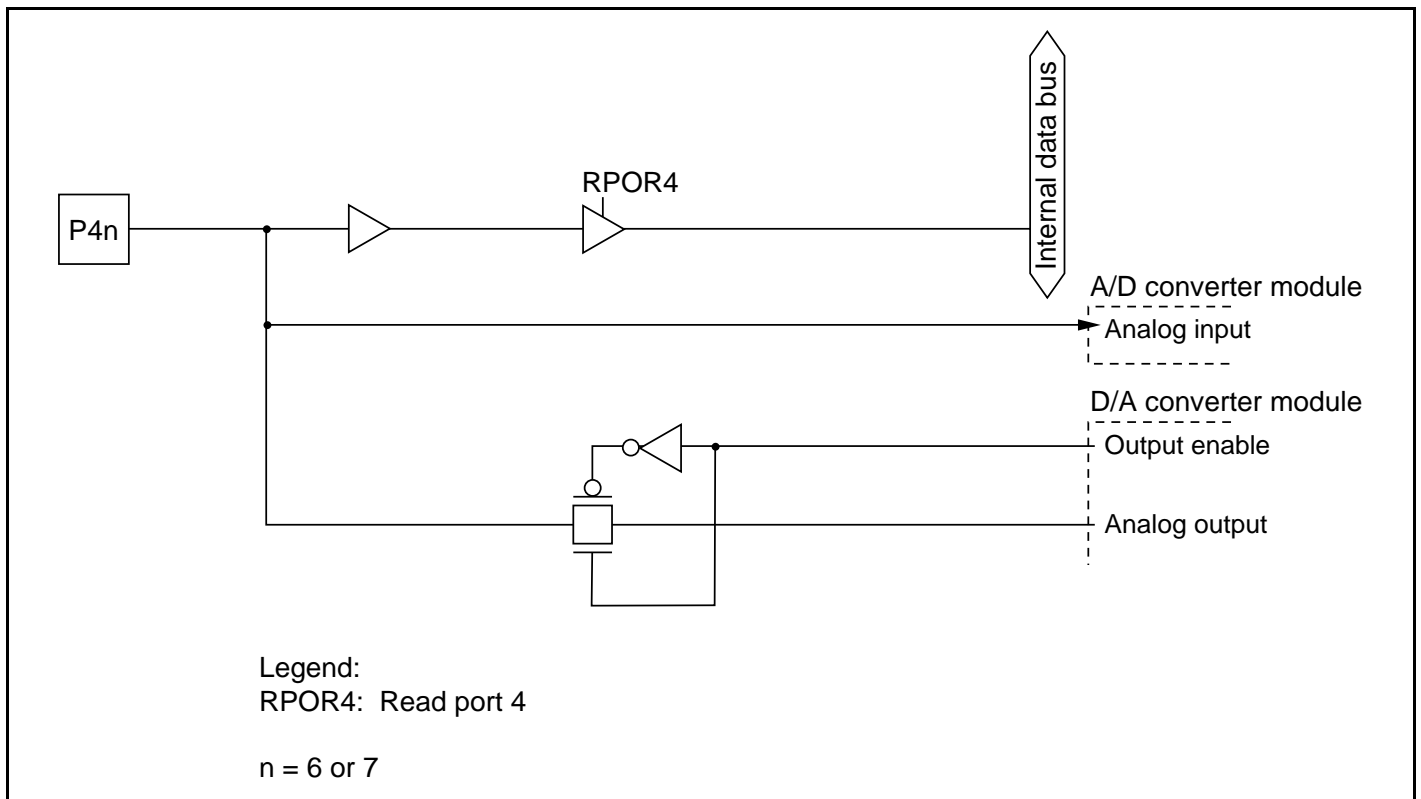 RPOR4
P4n
Internal data bus
A/D converter module
Analog input
D/A converter module
Output enable
Analog output
Legend:
RPOR4: Read port 4
n = 6 or 7